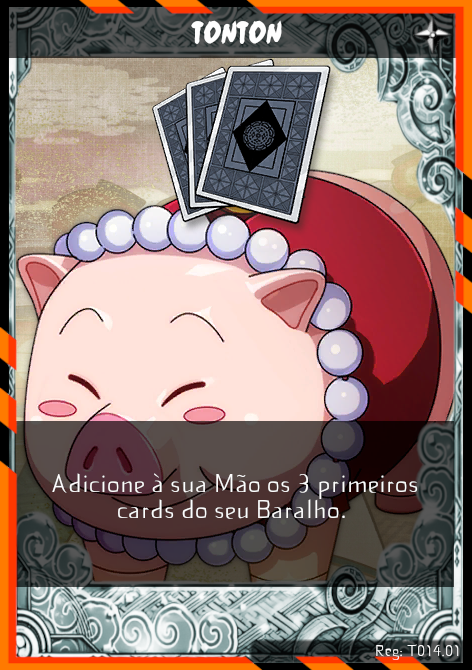 TONTON
Adicione à sua Mão os 3 primeiros
cards do seu Baralho.
Reg: T014.01